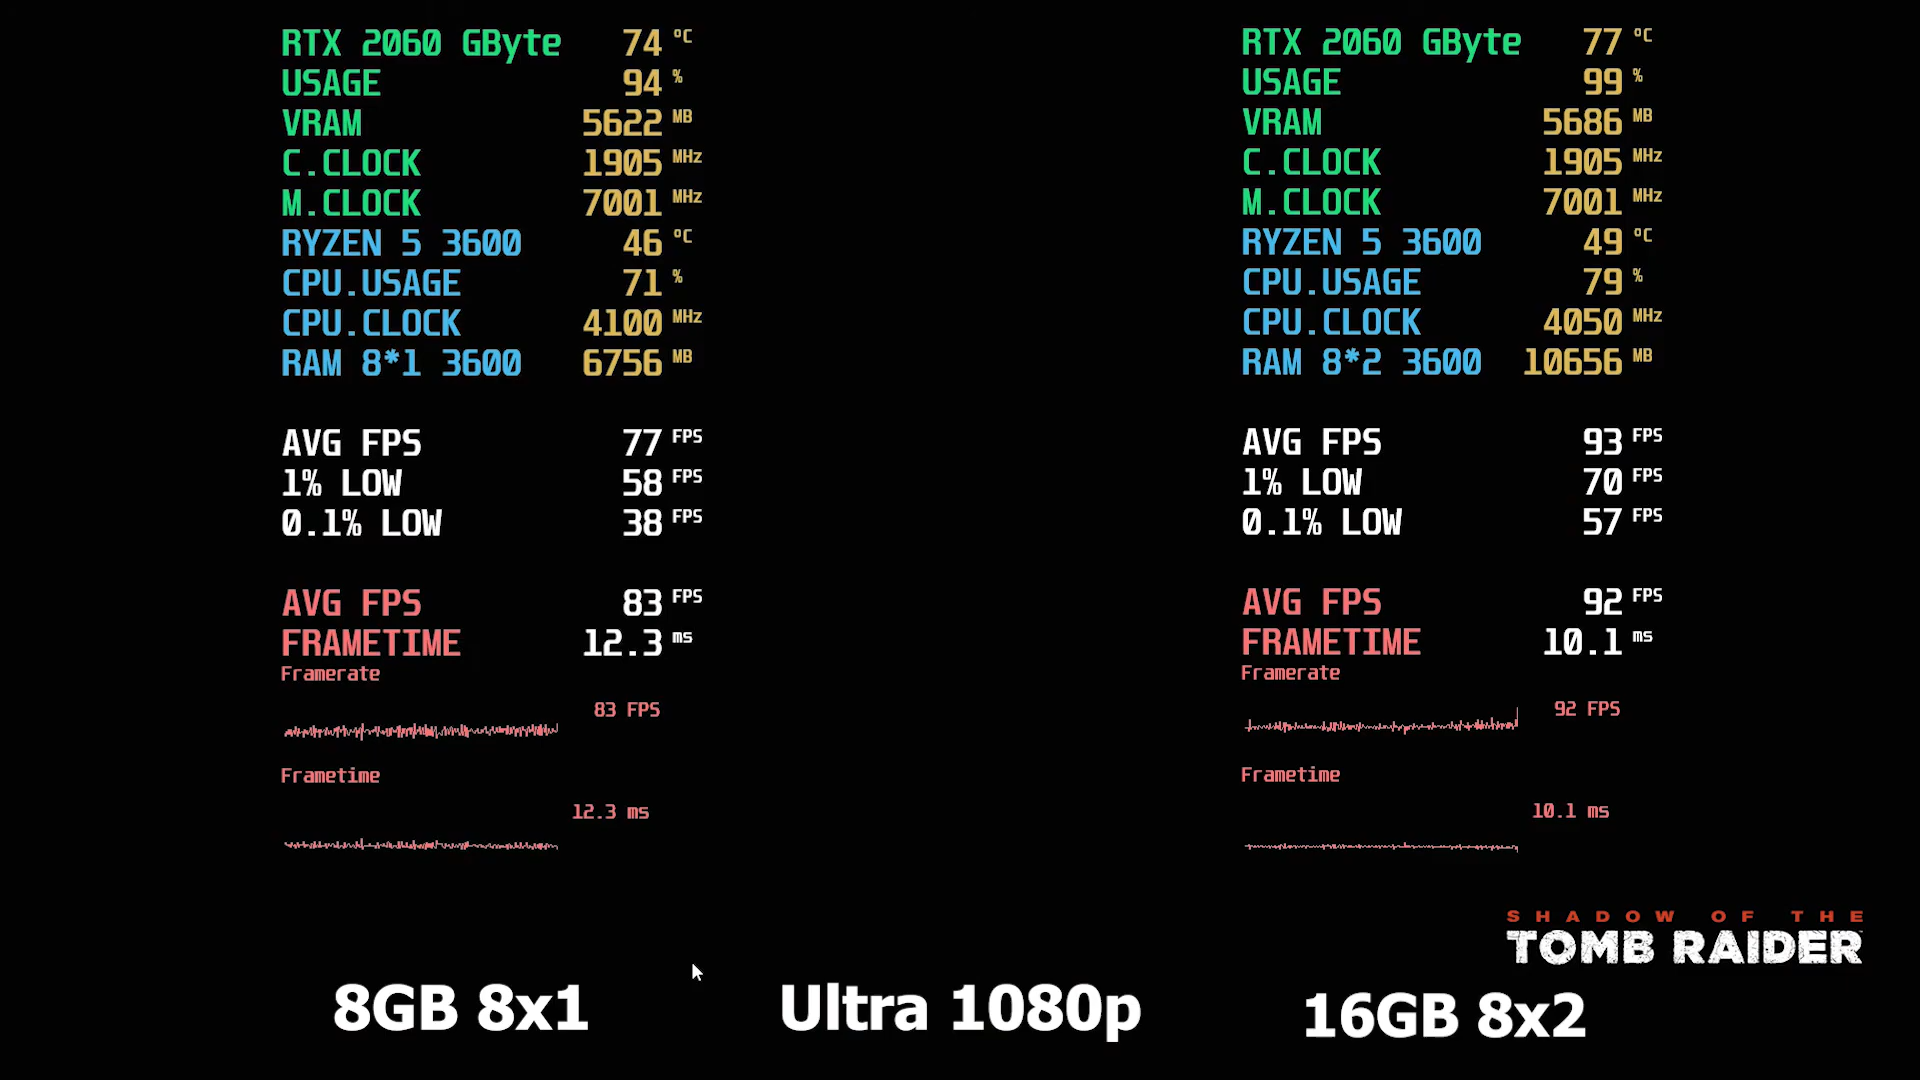 RTX 2060 GByte 74 °C
USAGE 94 %
VRAM 5622 MB
C.CLOCK 1905 MHz
M.CLOCK 7001 MHz
RYZEN 5 3600 46 °C
CPU.USAGE 71 %
CPU.CLOCK 4100 MHz
RAM 8*1 3600 6756 MB
AVG FPS 77 FPS
1% LOW 58 FPS
0.1% LOW 38 FPS
AVG FPS 83 FPS
FRAMETIME 12.3 ms
Framerate
83 FPS
Frametime
12.3 ms
8GB 8x1
Ultra 1080p
RTX 2060 GByte 77 °C
USAGE 99 %
VRAM 5686 MB
C.CLOCK 1905 MHz
M.CLOCK 7001 MHz
RYZEN 5 3600 49 °C
CPU.USAGE 79 %
CPU.CLOCK 4050 MHz
RAM 8*2 3600 10656 MB
AVG FPS 93 FPS
1% LOW 70 FPS
0.1% LOW 57 FPS
AVG FPS 92 FPS
FRAMETIME 10.1 ms
Framerate
92 FPS
Frametime
10.1 ms
SHADOW OF THE
TOMB RAIDER
16GB 8x2